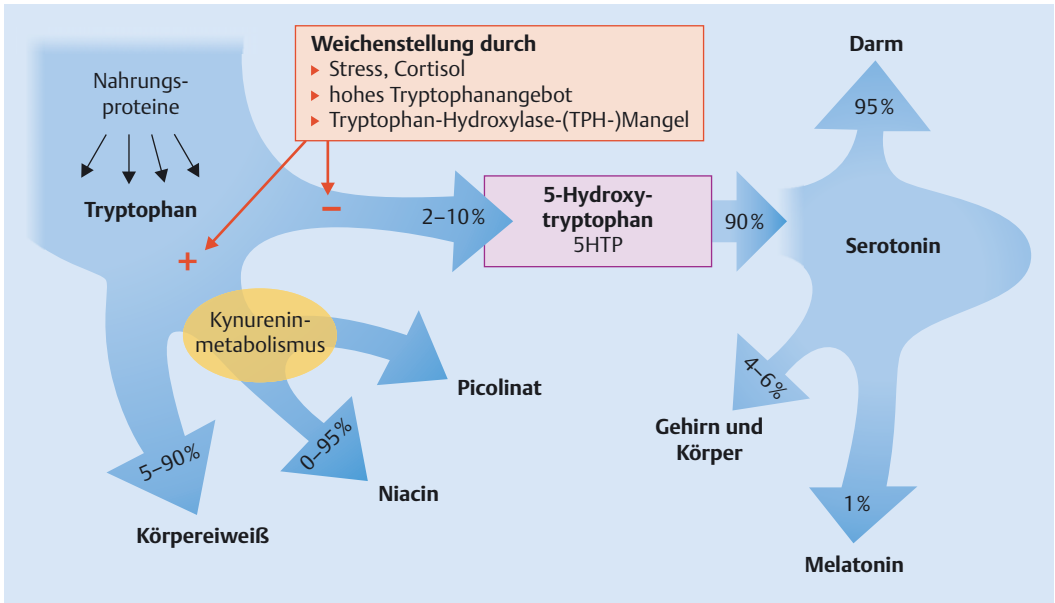 Nahrungs-
proteine
Tryptophan
Weichenstellung durch
▸ Stress, Cortisol
▸ hohes Tryptophanangebot
▸ Tryptophan-Hydroxylase-(TPH-)Mangel
–
+
2–10%
5-Hydroxy-
tryptophan
5HTP
90%
Darm
95%
Serotonin
Kynurenin-
metabolismus
Picolinat
0–95%
Niacin
5–90%
Körpereiweiß
4–6%
Gehirn und
Körper
1%
Melatonin